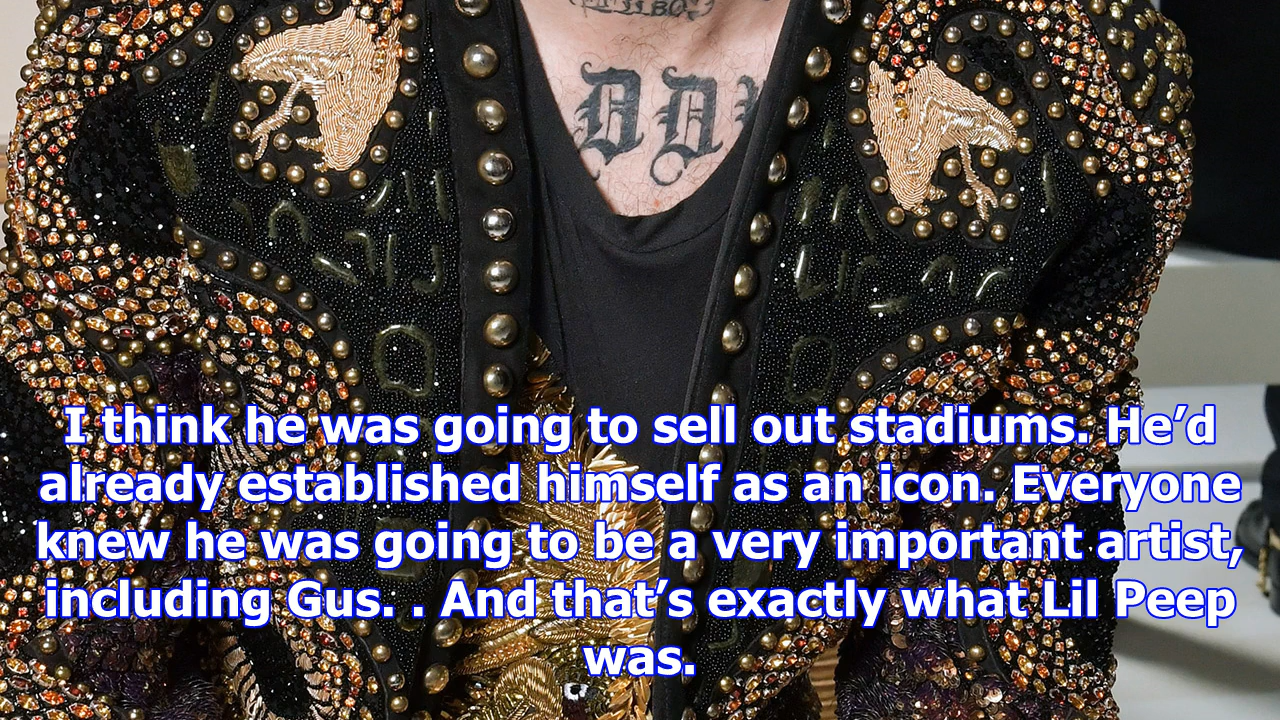 DD
I think he was going to sell out stadiums. He’d
already established himself as an icon. Everyone
knew he was going to be a very important artist,
including Gus. . And that’s exactly what Lil Peep
was.